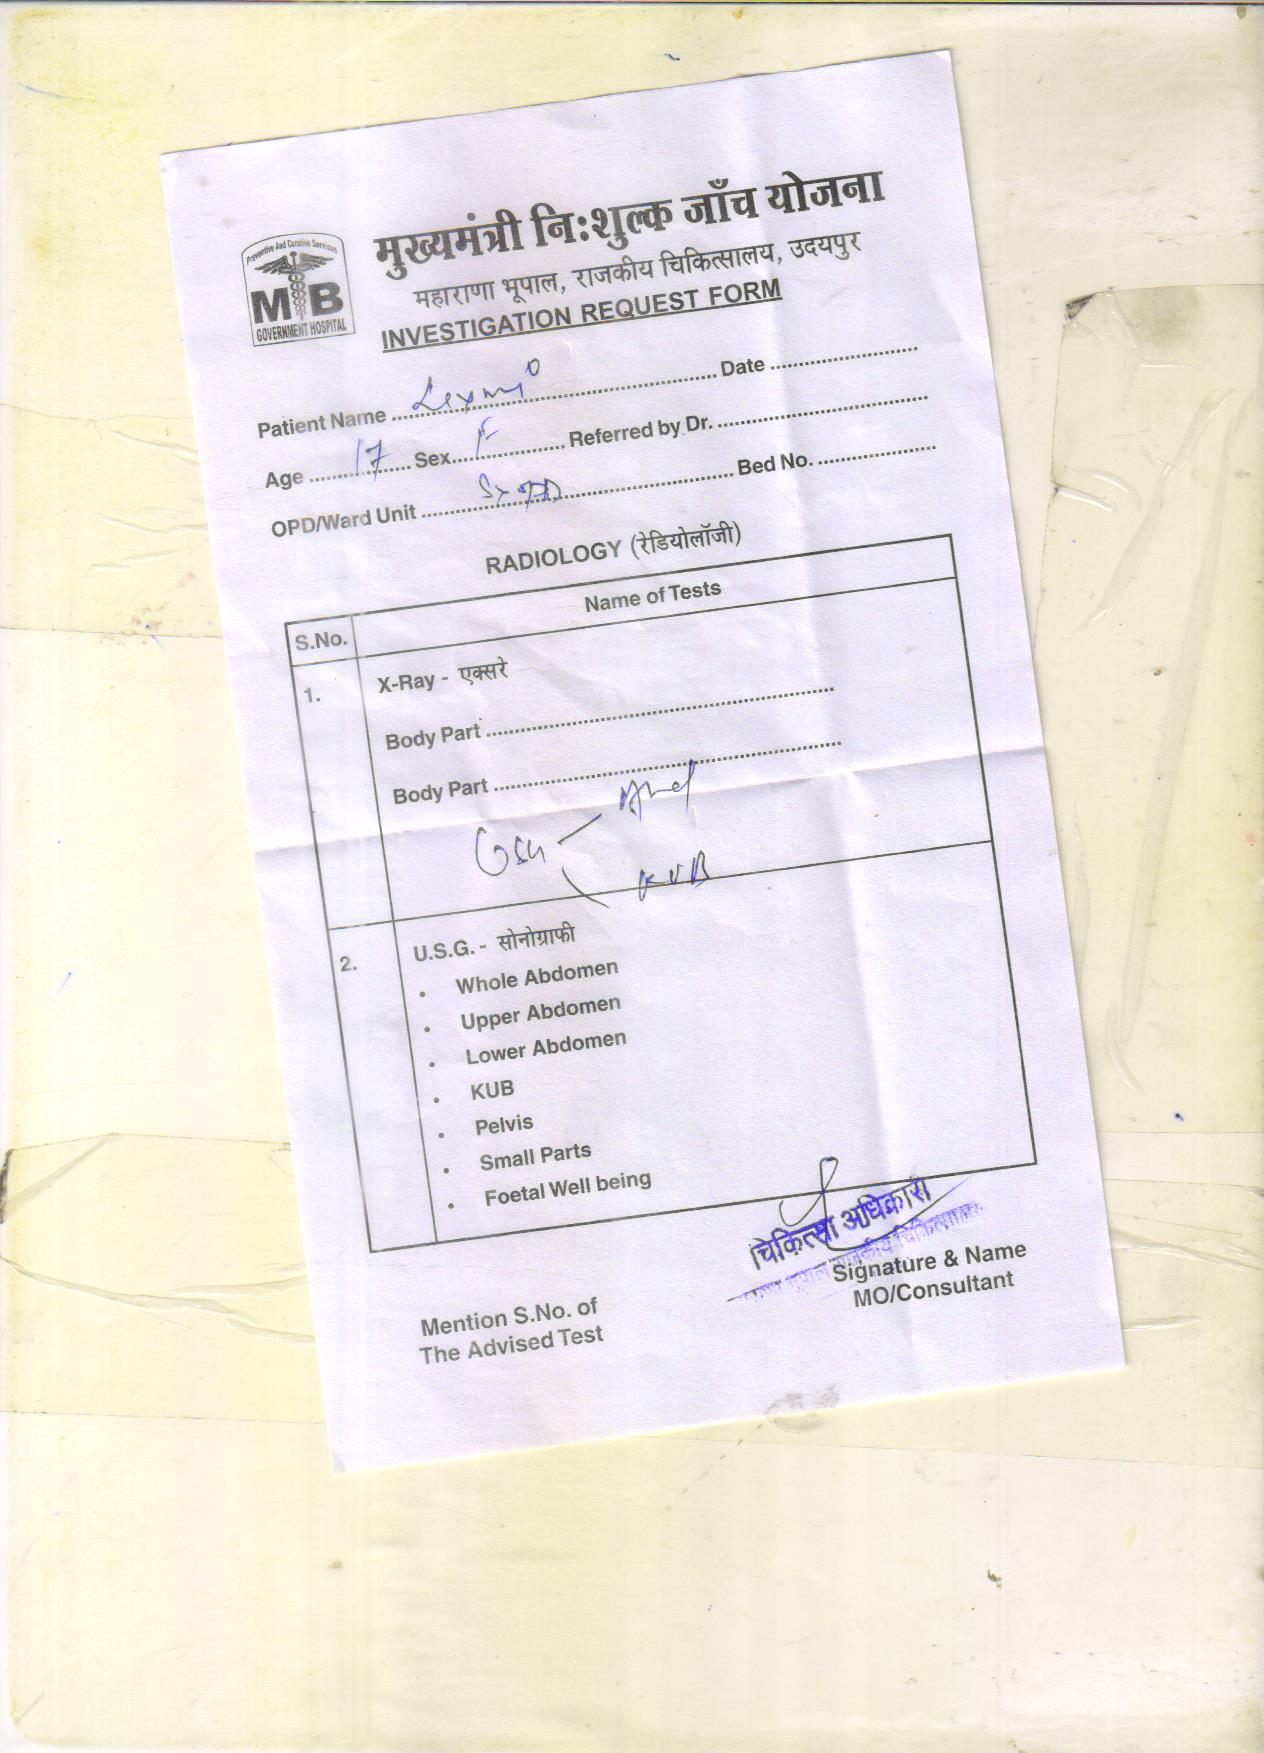 Preventive And Curative Services
MB
GOVERNMENT HOSPITAL
मुख्यमंत्री नि:शुल्क जाँच योजना
महाराणा भूपाल, राजकीय चिकित्सालय, उदयपुर
INVESTIGATION REQUEST FORM
Patient Name ........ Date ........
Age ....17.... Sex....F.... Referred by Dr. ........
OPD/Ward Unit ........ Bed No. ........
RADIOLOGY (रेडियोलॉजी)
S.No. Name of Tests
1. X-Ray - एक्सरे
Body Part ........
Body Part ........
KUB
2. U.S.G. - सोनोग्राफी
• Whole Abdomen
• Upper Abdomen
• Lower Abdomen
• KUB
• Pelvis
• Small Parts
• Foetal Well being
चिकित्सा अधिकारी
भूपाल राजकीय चिकित्सालय
Signature & Name
MO/Consultant
Mention S.No. of
The Advised Test